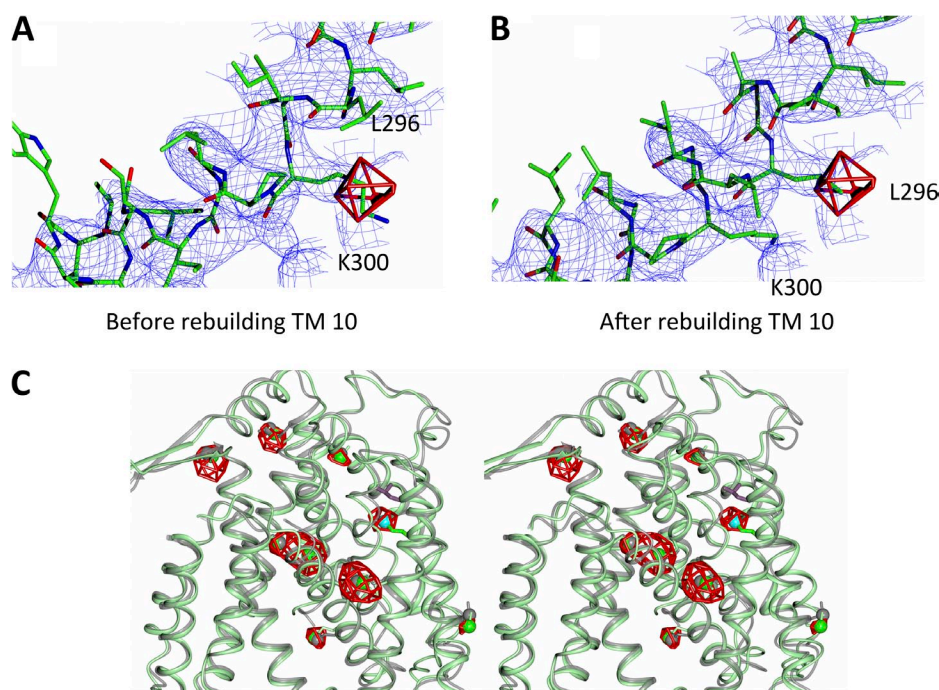 A
B
L296
L296
K300
K300
Before rebuilding TM 10
After rebuilding TM 10
C